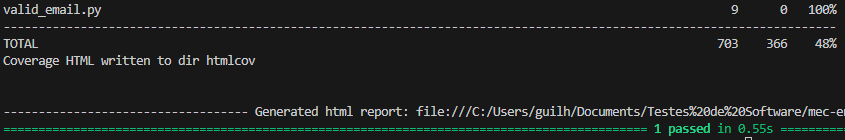 valid_email.py 9 0 100%
--------------------------------------------------------------------------------------------------------------------
TOTAL 703 366 48%
Coverage HTML written to dir htmlcov
---------------------------------- Generated html report: file:///C:/Users/guilh/Documents/Testes%20de%20Software/mec-en
============================================================================================ 1 passed in 0.55s =========